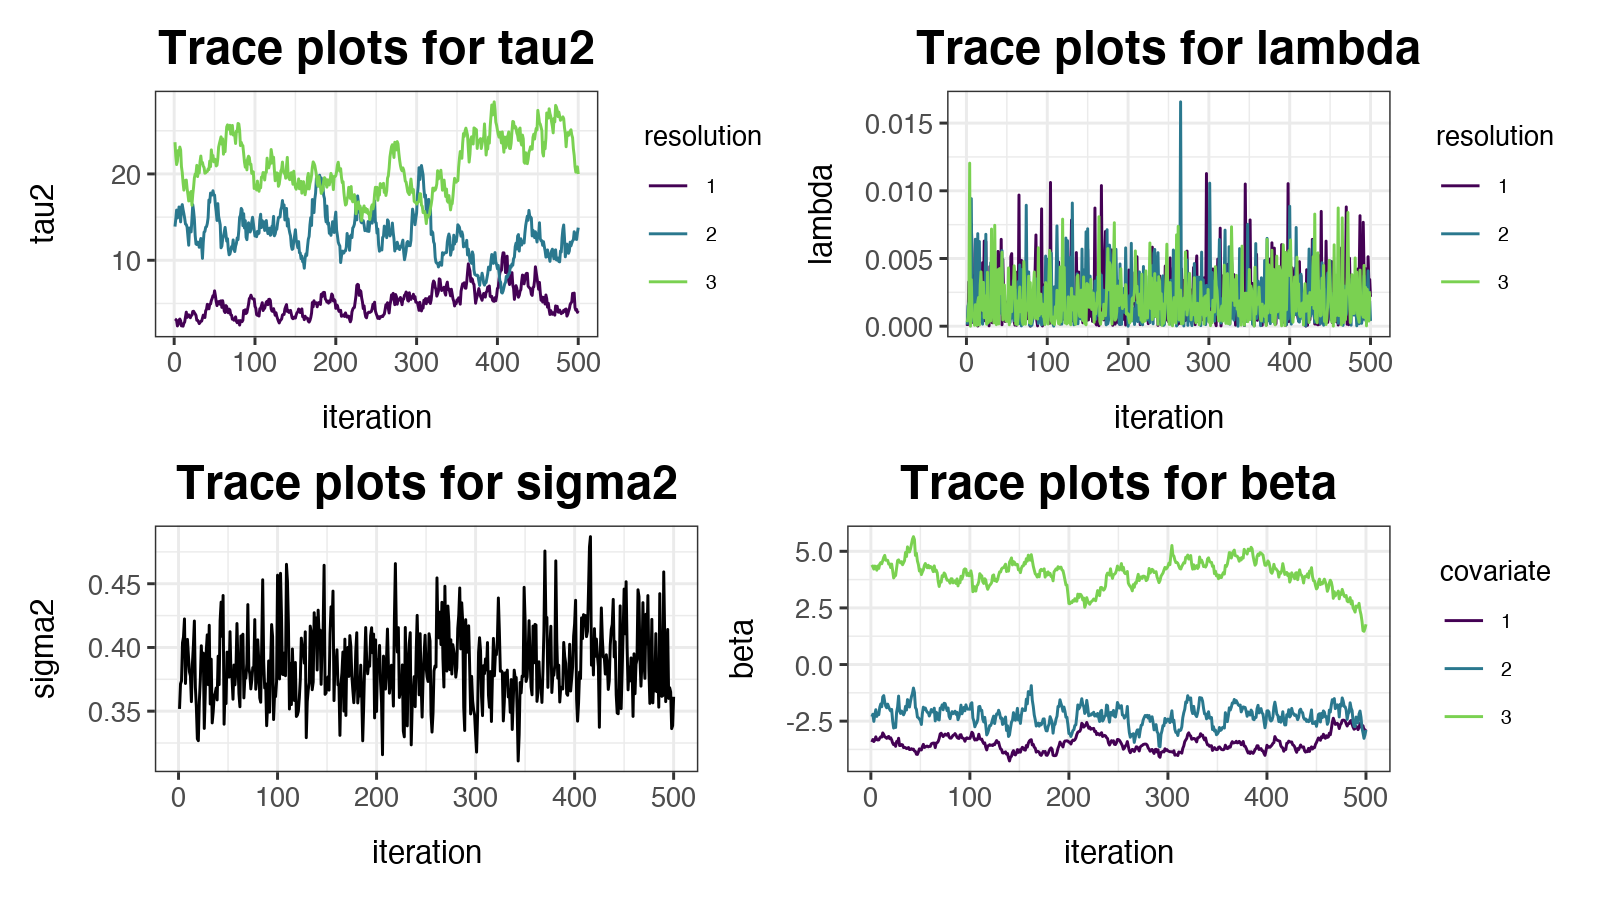 Trace plots for tau2
tau2
20
10
0 100 200 300 400 500
iteration
resolution
1
2
3
Trace plots for lambda
lambda
0.015
0.010
0.005
0.000
0 100 200 300 400 500
iteration
resolution
1
2
3
Trace plots for sigma2
sigma2
0.45
0.40
0.35
0 100 200 300 400 500
iteration
Trace plots for beta
beta
5.0
2.5
0.0
-2.5
0 100 200 300 400 500
iteration
covariate
1
2
3